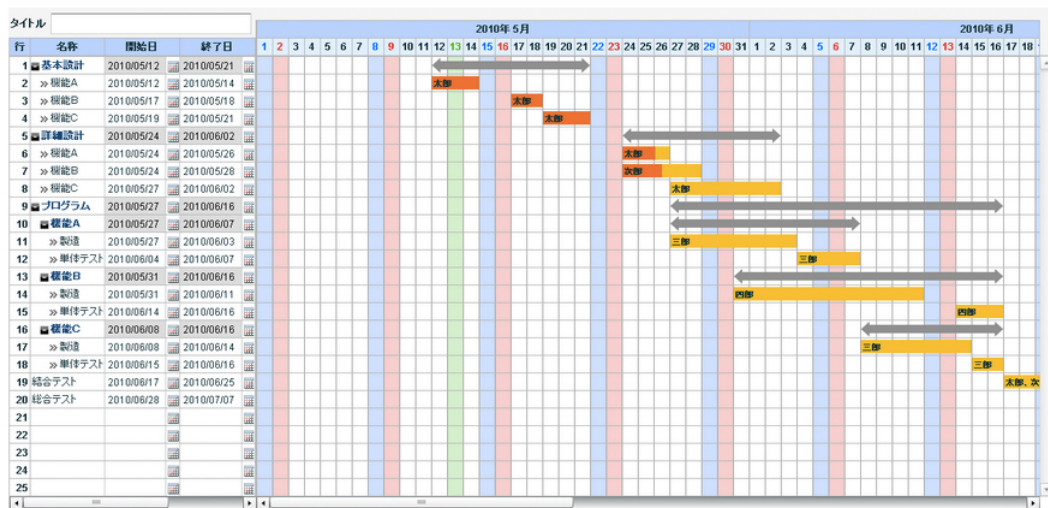 タイトル
2010年 5月 2010年 6月
行 名称 開始日 終了日 1 2 3 4 5 6 7 8 9 10 11 12 13 14 15 16 17 18 19 20 21 22 23 24 25 26 27 28 29 30 31 1 2 3 4 5 6 7 8 9 10 11 12 13 14 15 16 17 18
1 基本設計 2010/05/12 2010/05/21
2 » 機能A 2010/05/12 2010/05/14 太郎
3 » 機能B 2010/05/17 2010/05/18 太郎
4 » 機能C 2010/05/19 2010/05/21 太郎
5 詳細設計 2010/05/24 2010/06/02
6 » 機能A 2010/05/24 2010/05/26 太郎
7 » 機能B 2010/05/24 2010/05/28 次郎
8 » 機能C 2010/05/27 2010/06/02 太郎
9 プログラム 2010/05/27 2010/06/16
10 機能A 2010/05/27 2010/06/07
11 » 製造 2010/05/27 2010/06/03 三郎
12 » 単体テスト 2010/06/04 2010/06/07 三郎
13 機能B 2010/05/31 2010/06/16
14 » 製造 2010/05/31 2010/06/11 四郎
15 » 単体テスト 2010/06/14 2010/06/16 四郎
16 機能C 2010/06/08 2010/06/16
17 » 製造 2010/06/08 2010/06/14 三郎
18 » 単体テスト 2010/06/15 2010/06/16 三郎
19 結合テスト 2010/06/17 2010/06/25 太郎、次
20 総合テスト 2010/06/28 2010/07/07
21
22
23
24
25